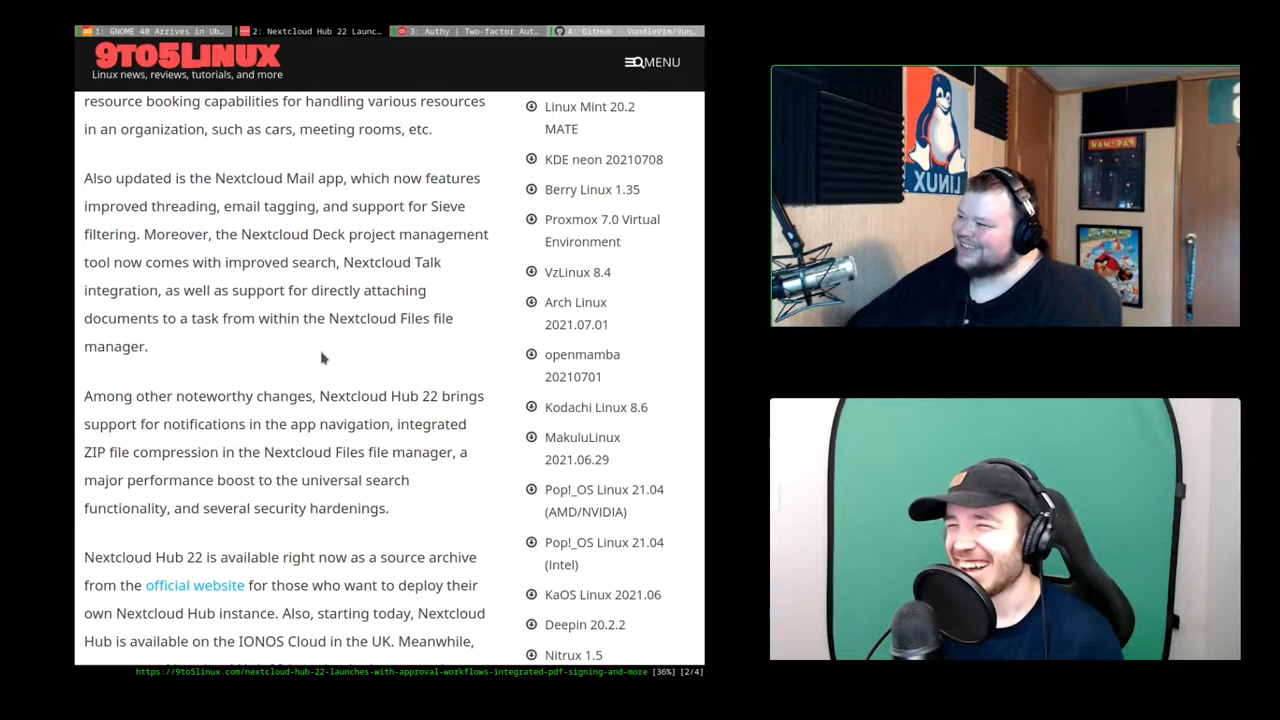 1: GNOME 40 Arrives in Ub...
2: Nextcloud Hub 22 Launc...
3: Authy | Two-factor Aut...
4: GitHub - VundleVim/Vun...
9TO5LINUX
Linux news, reviews, tutorials, and more
MENU
resource booking capabilities for handling various resources
in an organization, such as cars, meeting rooms, etc.
Also updated is the Nextcloud Mail app, which now features
improved threading, email tagging, and support for Sieve
filtering. Moreover, the Nextcloud Deck project management
tool now comes with improved search, Nextcloud Talk
integration, as well as support for directly attaching
documents to a task from within the Nextcloud Files file
manager.
Among other noteworthy changes, Nextcloud Hub 22 brings
support for notifications in the app navigation, integrated
ZIP file compression in the Nextcloud Files file manager, a
major performance boost to the universal search
functionality, and several security hardenings.
Nextcloud Hub 22 is available right now as a source archive
from the official website for those who want to deploy their
own Nextcloud Hub instance. Also, starting today, Nextcloud
Hub is available on the IONOS Cloud in the UK. Meanwhile,
Linux Mint 20.2
MATE
KDE neon 20210708
Berry Linux 1.35
Proxmox 7.0 Virtual
Environment
VzLinux 8.4
Arch Linux
2021.07.01
openmamba
20210701
Kodachi Linux 8.6
MakuluLinux
2021.06.29
Pop!_OS Linux 21.04
(AMD/NVIDIA)
Pop!_OS Linux 21.04
(Intel)
KaOS Linux 2021.06
Deepin 20.2.2
Nitrux 1.5
https://9to5linux.com/nextcloud-hub-22-launches-with-approval-workflows-integrated-pdf-signing-and-more [36%] [2/4]
LINUX